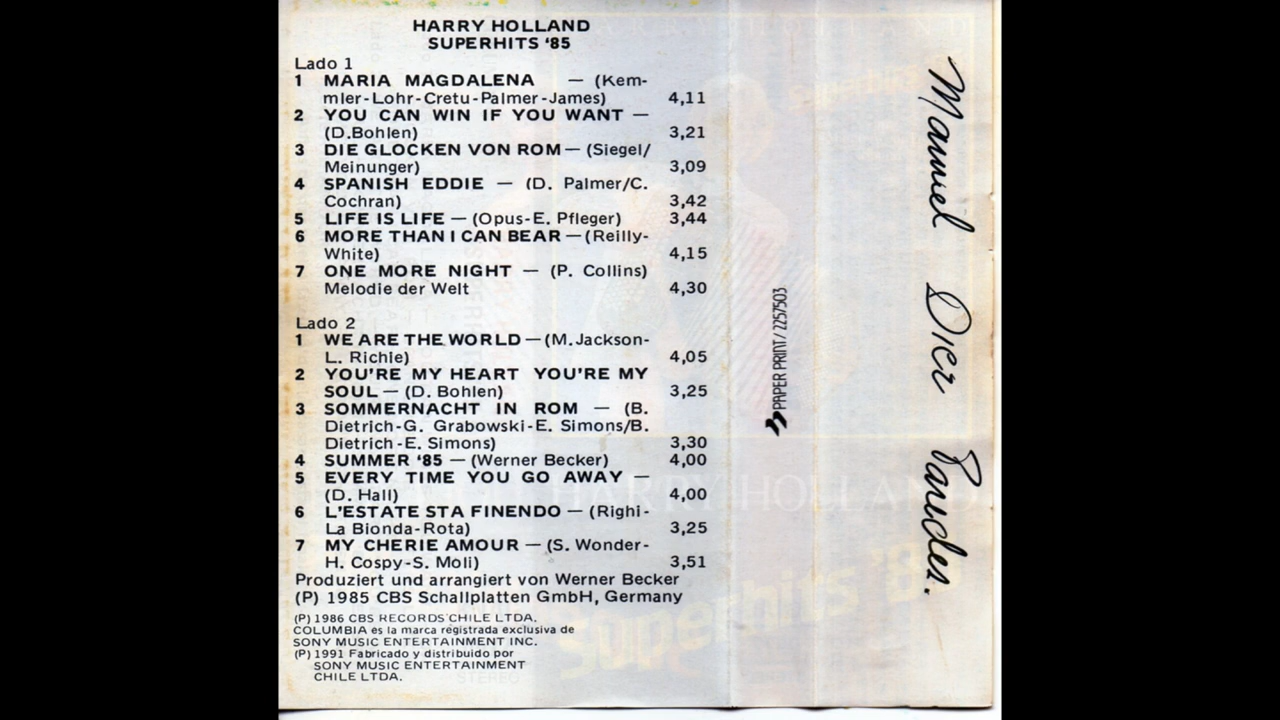 HARRY HOLLAND
SUPERHITS '85
Lado 1
1 MARIA MAGDALENA — (Kem-
mler-Lohr-Cretu-Palmer-James) 4,11
2 YOU CAN WIN IF YOU WANT —
(D.Bohlen) 3,21
3 DIE GLOCKEN VON ROM — (Siegel/
Meinunger) 3,09
4 SPANISH EDDIE — (D. Palmer/C.
Cochran) 3,42
5 LIFE IS LIFE — (Opus-E. Pfleger) 3,44
6 MORE THAN I CAN BEAR — (Reilly-
White) 4,15
7 ONE MORE NIGHT — (P. Collins)
Melodie der Welt 4,30
Lado 2
1 WE ARE THE WORLD — (M.Jackson-
L. Richie) 4,05
2 YOU'RE MY HEART YOU'RE MY
SOUL — (D. Bohlen) 3,25
3 SOMMERNACHT IN ROM — (B.
Dietrich-G. Grabowski-E. Simons/B.
Dietrich-E. Simons) 3,30
4 SUMMER '85 — (Werner Becker) 4,00
5 EVERY TIME YOU GO AWAY —
(D. Hall) 4,00
6 L'ESTATE STA FINENDO — (Righi-
La Bionda-Rota) 3,25
7 MY CHERIE AMOUR — (S. Wonder-
H. Cospy-S. Moli) 3,51
Produziert und arrangiert von Werner Becker
(P) 1985 CBS Schallplatten GmbH, Germany
(P) 1986 CBS RECORDS CHILE LTDA.
COLUMBIA es la marca registrada exclusiva de
SONY MUSIC ENTERTAINMENT INC.
(P) 1991 Fabricado y distribuido por
SONY MUSIC ENTERTAINMENT
CHILE LTDA.
PAPER PRINT/ 2257503
HARRY HOLLAND
Superhits '8
STEREO
Manuel Dier